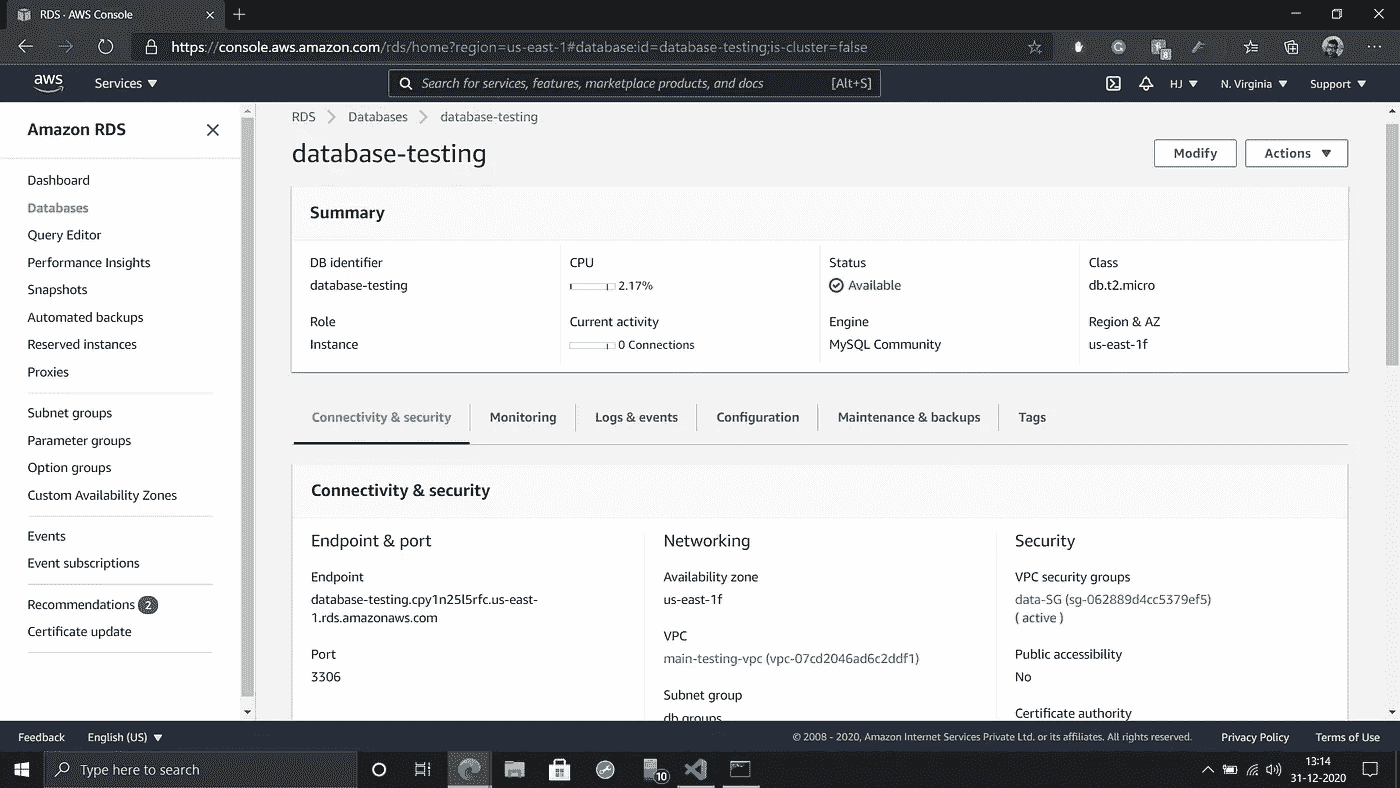 RDS · AWS Console
https://console.aws.amazon.com/rds/home?region=us-east-1#database:id=database-testing;is-cluster=false
8
aws
Services
Search for services, features, marketplace products, and docs [Alt+S]
HJ
N. Virginia
Support
Amazon RDS
Dashboard
Databases
Query Editor
Performance Insights
Snapshots
Automated backups
Reserved instances
Proxies
Subnet groups
Parameter groups
Option groups
Custom Availability Zones
Events
Event subscriptions
Recommendations 2
Certificate update
RDS Databases database-testing
database-testing
Modify
Actions
Summary
DB identifier
database-testing
Role
Instance
CPU
2.17%
Current activity
0 Connections
Status
Available
Engine
MySQL Community
Class
db.t2.micro
Region & AZ
us-east-1f
Connectivity & security
Monitoring
Logs & events
Configuration
Maintenance & backups
Tags
Connectivity & security
Endpoint & port
Endpoint
database-testing.cpy1n25l5rfc.us-east-
1.rds.amazonaws.com
Port
3306
Networking
Availability zone
us-east-1f
VPC
main-testing-vpc (vpc-07cd2046ad6c2ddf1)
Subnet group
db groups
Security
VPC security groups
data-SG (sg-062889d4cc5379ef5)
( active )
Public accessibility
No
Certificate authority
Feedback
English (US)
© 2008 - 2020, Amazon Internet Services Private Ltd. or its affiliates. All rights reserved.
Privacy Policy
Terms of Use
Type here to search
10
13:14
31-12-2020